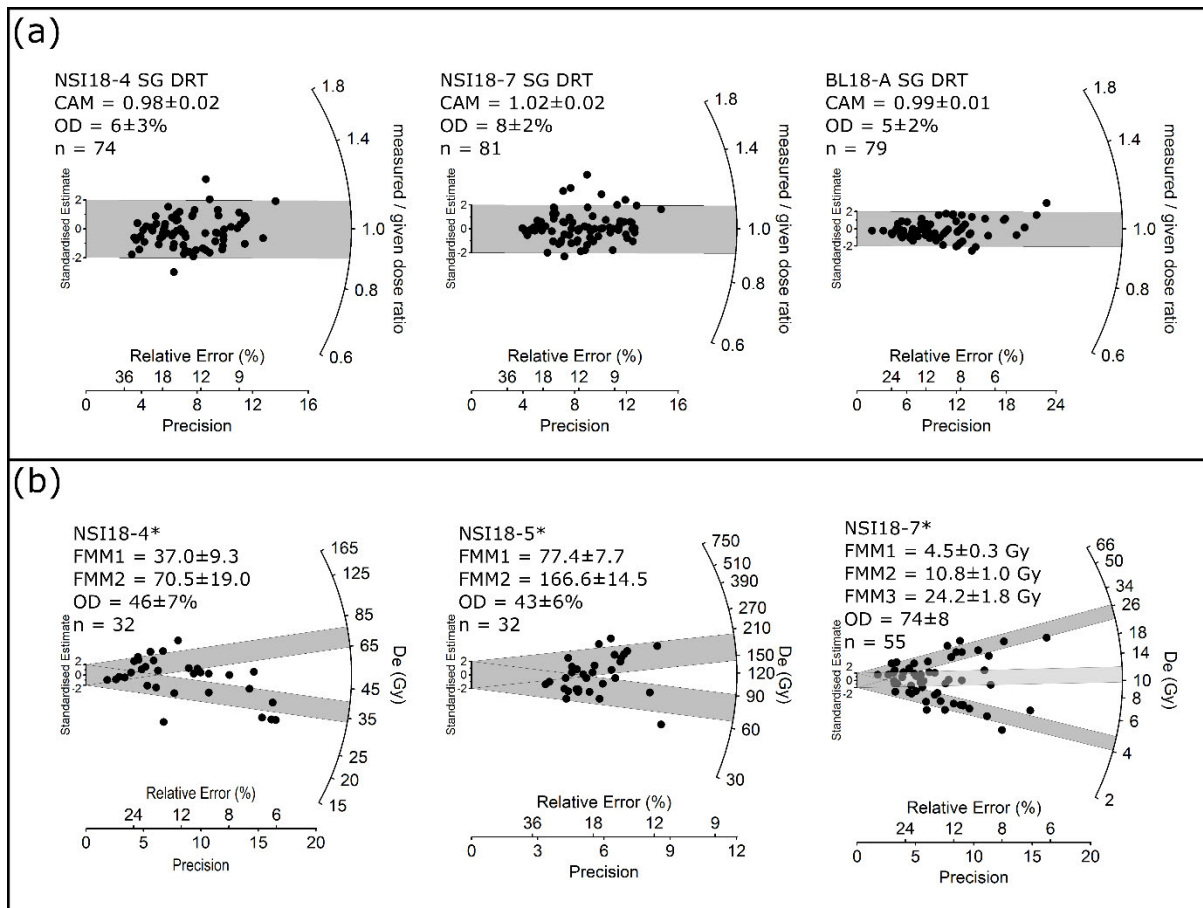 (a)
NSI18-4 SG DRT
CAM = 0.98±0.02
OD = 6±3%
n = 74
Standardised Estimate
2
0
-2
1.8
1.4
1.0
0.8
0.6
measured / given dose ratio
Relative Error (%)
36 18 12 9
0 4 8 12 16
Precision
NSI18-7 SG DRT
CAM = 1.02±0.02
OD = 8±2%
n = 81
Standardised Estimate
2
0
-2
1.8
1.4
1.0
0.8
0.6
measured / given dose ratio
Relative Error (%)
36 18 12 9
0 4 8 12 16
Precision
BL18-A SG DRT
CAM = 0.99±0.01
OD = 5±2%
n = 79
Standardised Estimate
2
0
-2
1.8
1.4
1.0
0.8
0.6
measured / given dose ratio
Relative Error (%)
24 12 8 6
0 6 12 18 24
Precision
(b)
NSI18-4*
FMM1 = 37.0±9.3
FMM2 = 70.5±19.0
OD = 46±7%
n = 32
Standardised Estimate
2
0
-2
165
125
85
65
45
35
25
20
15
De (Gy)
Relative Error (%)
24 12 8 6
0 5 10 15 20
Precision
NSI18-5*
FMM1 = 77.4±7.7
FMM2 = 166.6±14.5
OD = 43±6%
n = 32
Standardised Estimate
2
0
-2
750
510
390
270
210
150
120
90
60
30
De (Gy)
Relative Error (%)
36 18 12 9
0 3 6 9 12
Precision
NSI18-7*
FMM1 = 4.5±0.3 Gy
FMM2 = 10.8±1.0 Gy
FMM3 = 24.2±1.8 Gy
OD = 74±8
n = 55
Standardised Estimate
2
0
-2
66
50
34
26
18
14
10
8
6
4
2
De (Gy)
Relative Error (%)
24 12 8 6
0 5 10 15 20
Precision